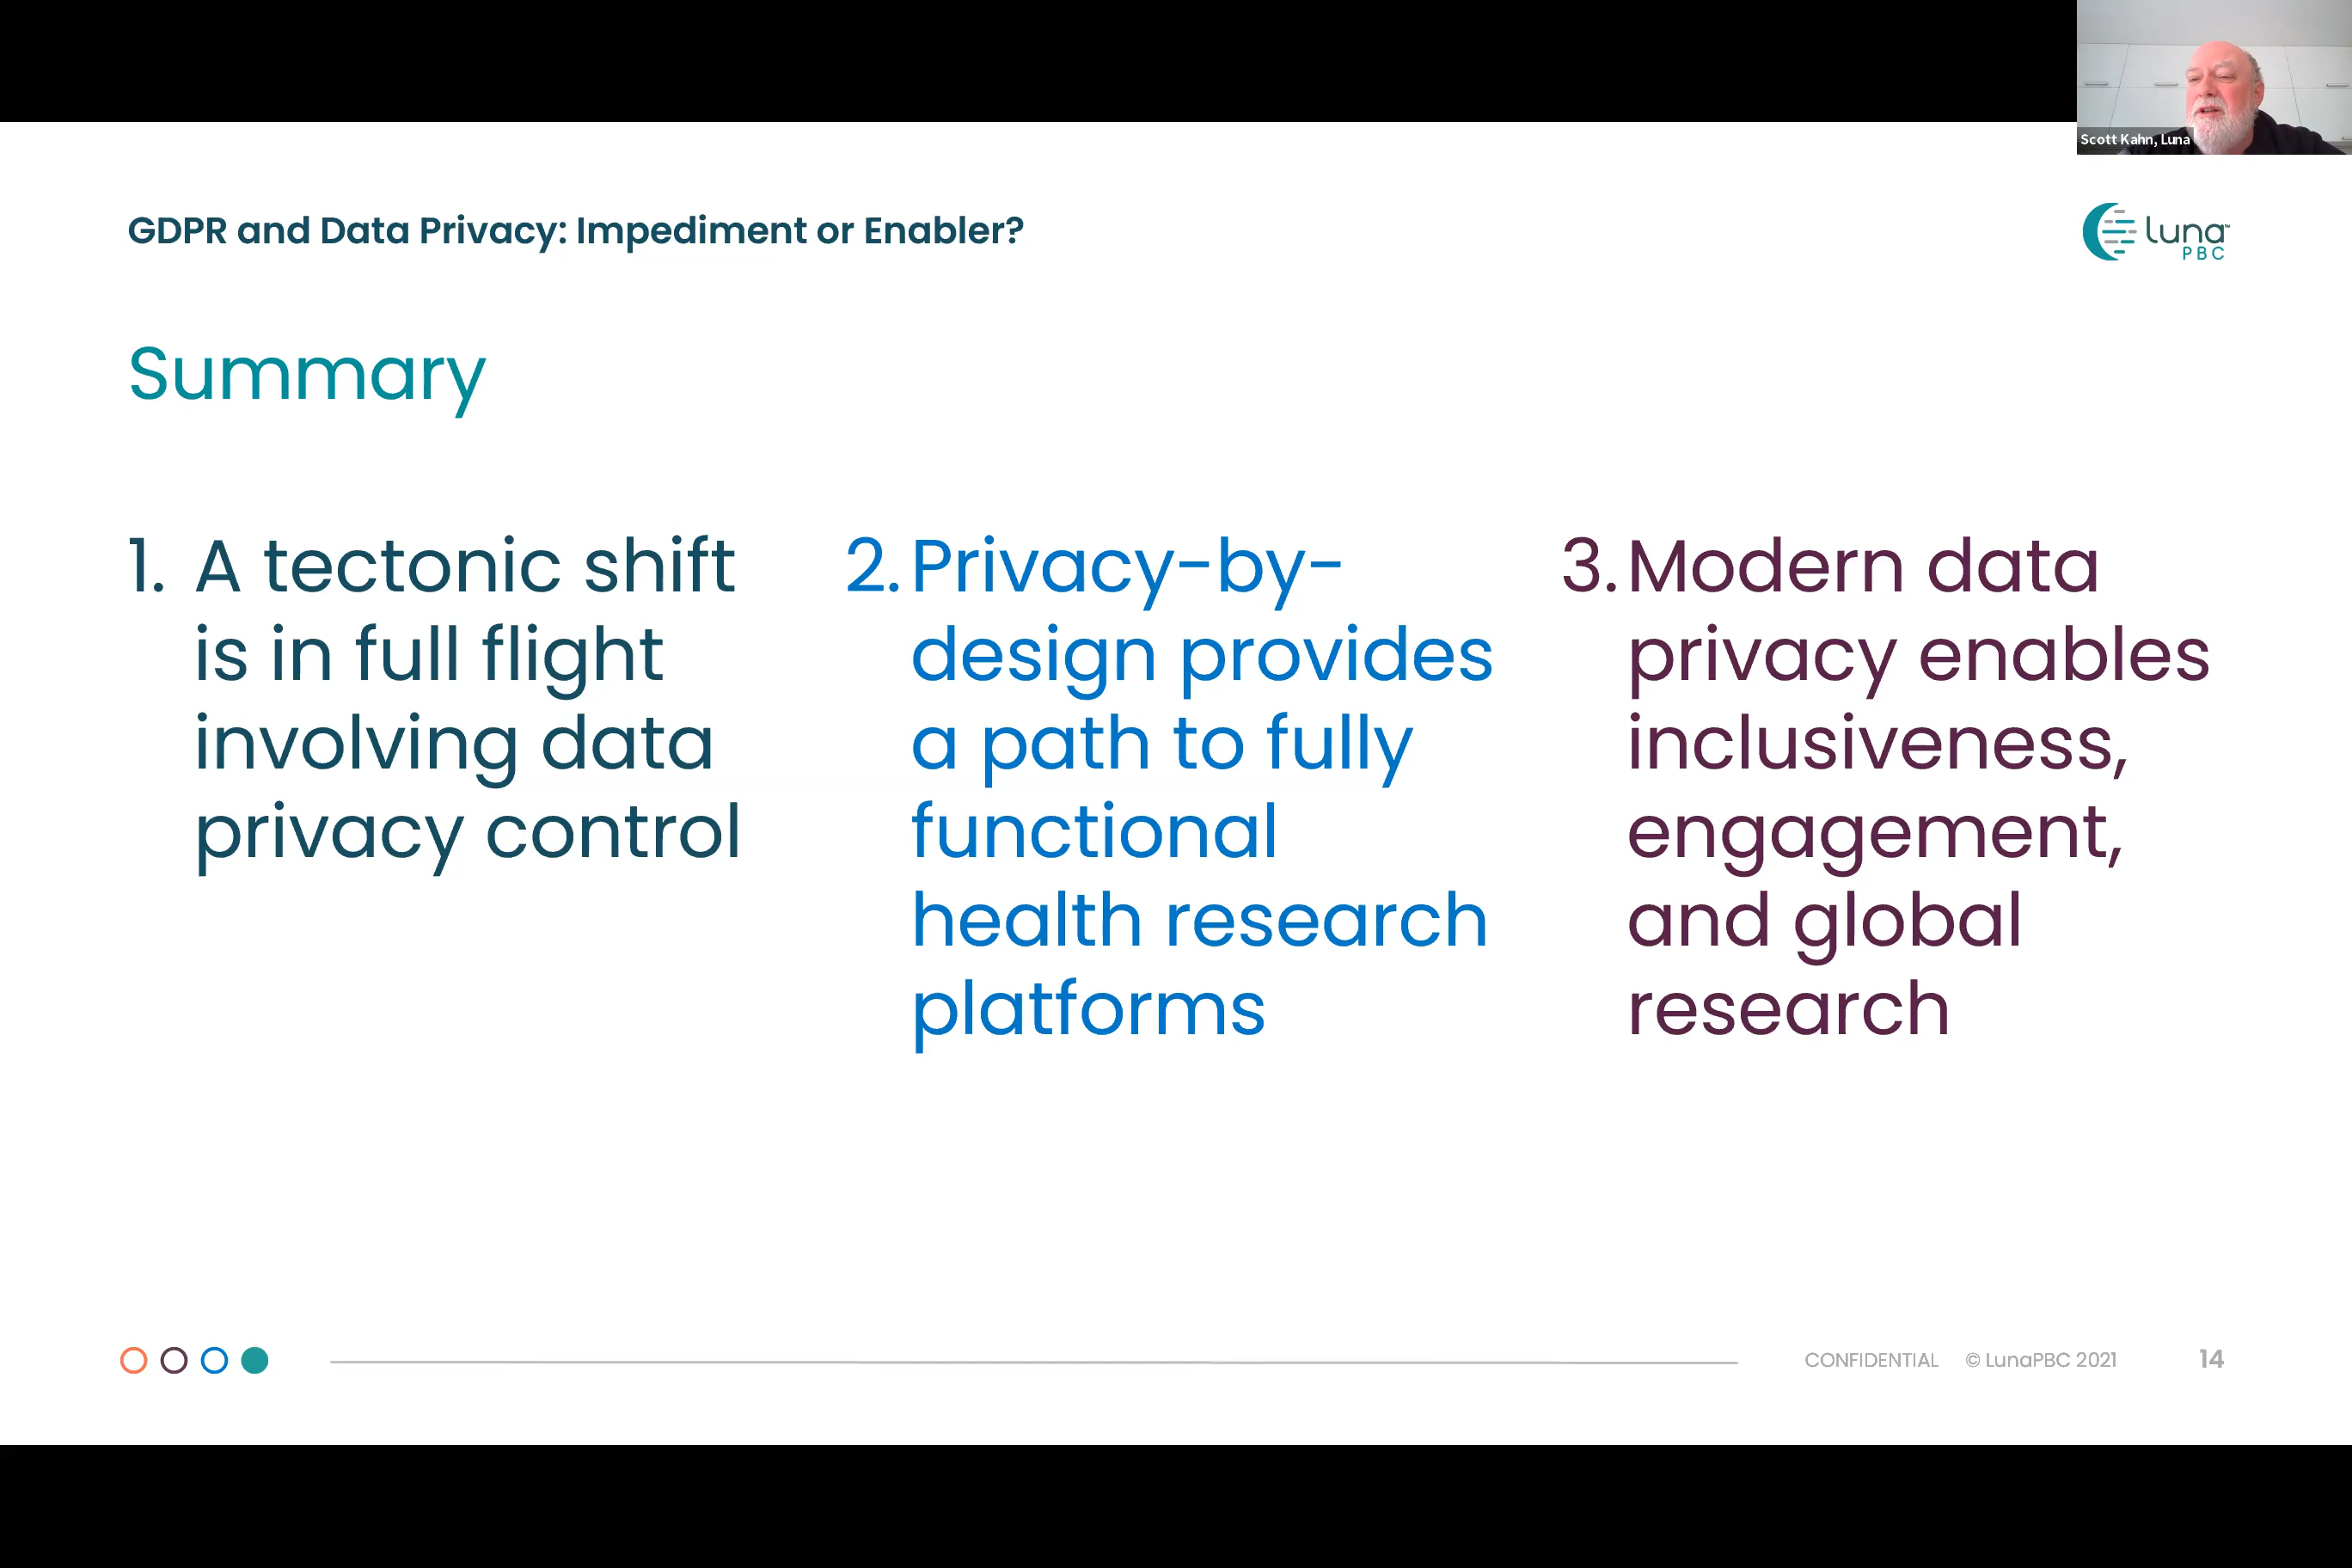 Scott Kahn, Luna
GDPR and Data Privacy: Impediment or Enabler?
luna™
PBC
Summary
1. A tectonic shift
is in full flight
involving data
privacy control
2. Privacy-by-
design provides
a path to fully
functional
health research
platforms
3. Modern data
privacy enables
inclusiveness,
engagement,
and global
research
CONFIDENTIAL © LunaPBC 2021 14